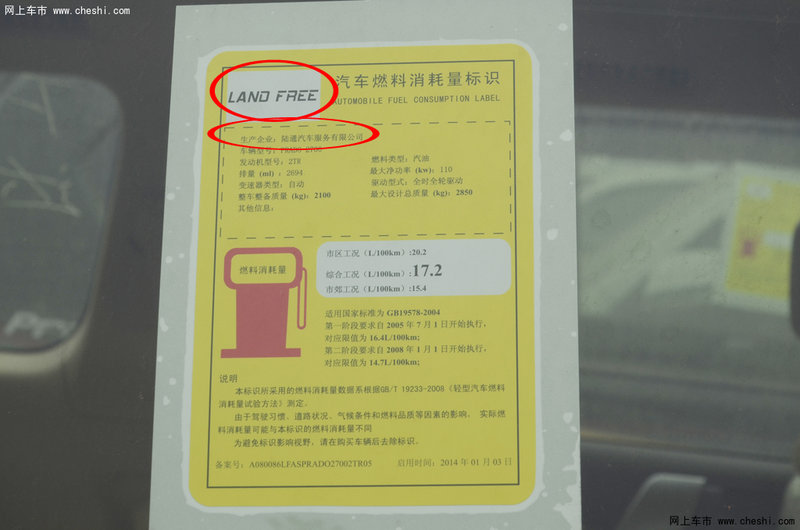 网上车市 www.cheshi.com
LAND FREE
汽车燃料消耗量标识
AUTOMOBILE FUEL CONSUMPTION LABEL
生产企业：陆通汽车服务有限公司
车辆型号：PRADO 2700
发动机型号：2TR
燃料类型：汽油
排量 (ml) ：2694
最大净功率 (kw)：110
变速器类型：自动
驱动型式：全时全轮驱动
整车整备质量 (kg)：2100
最大设计总质量 (kg)：2850
其他信息：
燃料消耗量
市区工况 (L/100km) :20.2
综合工况 (L/100km) :17.2
市郊工况 (L/100km) :15.4
适用国家标准为 GB19578-2004
第一阶段要求自 2005 年 7 月 1 日开始执行，
对应限值为 16.4L/100km;
第二阶段要求自 2008 年 1 月 1 日开始执行，
对应限值为 14.7L/100km;
说明
本标识所采用的燃料消耗量数据系根据GB/T 19233-2008《轻型汽车燃料
消耗量试验方法》测定。
由于驾驶习惯、道路状况、气候条件和燃料品质等因素的影响， 实际燃
料消耗量可能与本标识的燃料消耗量不同
为避免标识影响视野，请在购买车辆后去除标识．
备案号：A080086LFASPRADO27002TR05 启用时间：2014 年 01 月 03 日
网上车市 www.cheshi.com